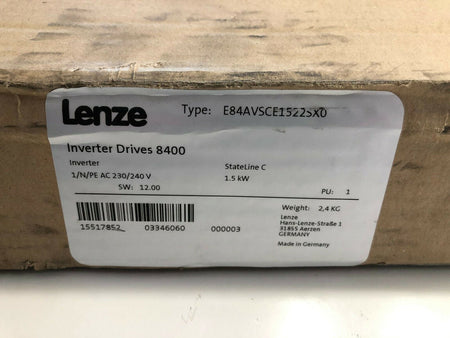 Lenze Type: E84AVSCE1522SX0
Inverter Drives 8400
Inverter StateLine C
1/N/PE AC 230/240 V 1.5 kW
SW: 12.00 PU: 1
Weight: 2,4 KG
15517852_ 03346060 000003
Lenze
Hans-Lenze-Straße 1
31855 Aerzen
GERMANY
Made in Germany